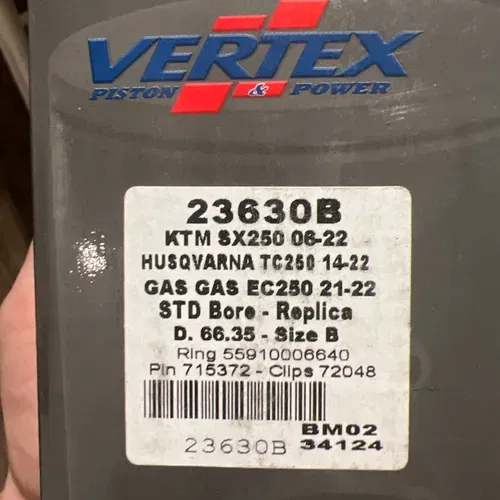 VERTEX
PISTON & POWER
23630B
KTM SX250 06-22
HUSQVARNA TC250 14-22
GAS GAS EC250 21-22
STD Bore - Replica
D. 66.35 - Size B
Ring 55910006640
Pin 715372 - Clips 72048
BM02
23630B 34124